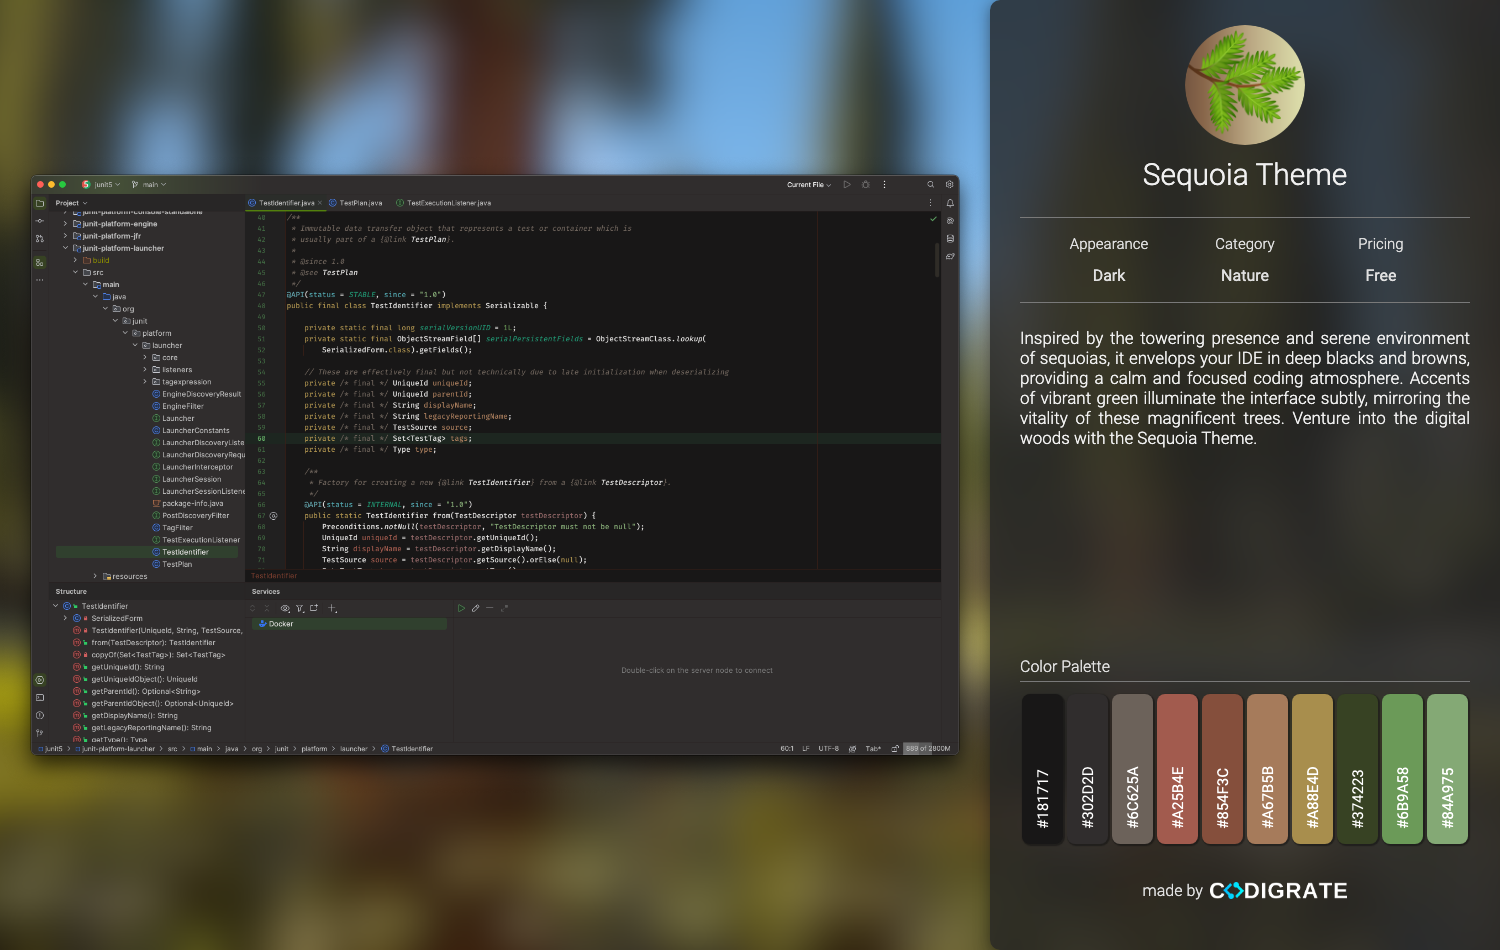 junit5
main
Current File
Project
TestIdentifier.java
TestPlan.java
TestExecutionListener.java
junit-platform-console-standalone
junit-platform-engine
junit-platform-jfr
junit-platform-launcher
build
src
main
java
org
junit
platform
launcher
core
listeners
tagexpression
EngineDiscoveryResult
EngineFilter
Launcher
LauncherConstants
LauncherDiscoveryListe
LauncherDiscoveryRequ
LauncherInterceptor
LauncherSession
LauncherSessionListene
package-info.java
PostDiscoveryFilter
TagFilter
TestExecutionListener
TestIdentifier
TestPlan
resources
40 /**
41 * Immutable data transfer object that represents a test or container which is
42 * usually part of a {@link TestPlan}.
43 *
44 * @since 1.0
45 * @see TestPlan
46 */
47 @API(status = STABLE, since = "1.0")
48 public final class TestIdentifier implements Serializable {
49
50 private static final long serialVersionUID = 1L;
51 private static final ObjectStreamField[] serialPersistentFields = ObjectStreamClass.lookup(
52 SerializedForm.class).getFields();
53
54 // These are effectively final but not technically due to late initialization when deserializing
55 private /* final */ UniqueId uniqueId;
56 private /* final */ UniqueId parentId;
57 private /* final */ String displayName;
58 private /* final */ String legacyReportingName;
59 private /* final */ TestSource source;
60 private /* final */ Set<TestTag> tags;
61 private /* final */ Type type;
62
63 /**
64 * Factory for creating a new {@link TestIdentifier} from a {@link TestDescriptor}.
65 */
66 @API(status = INTERNAL, since = "1.0")
67 public static TestIdentifier from(TestDescriptor testDescriptor) {
68 Preconditions.notNull(testDescriptor, "TestDescriptor must not be null");
69 UniqueId uniqueId = testDescriptor.getUniqueId();
70 String displayName = testDescriptor.getDisplayName();
71 TestSource source = testDescriptor.getSource().orElse(null);
TestIdentifier
Structure
TestIdentifier
SerializedForm
TestIdentifier(UniqueId, String, TestSource,
from(TestDescriptor): TestIdentifier
copyOf(Set<TestTag>): Set<TestTag>
getUniqueId(): String
getUniqueIdObject(): UniqueId
getParentId(): Optional<String>
getParentIdObject(): Optional<UniqueId>
getDisplayName(): String
getLegacyReportingName(): String
getType(): Type
Services
Docker
Double-click on the server node to connect
junit5 > junit-platform-launcher > src > main > java > org > junit > platform > launcher > TestIdentifier
60:1 LF UTF-8 Tab* 889 of 2800M
Sequoia Theme
Appearance Category Pricing
Dark Nature Free
Inspired by the towering presence and serene environment
of sequoias, it envelops your IDE in deep blacks and browns,
providing a calm and focused coding atmosphere. Accents
of vibrant green illuminate the interface subtly, mirroring the
vitality of these magnificent trees. Venture into the digital
woods with the Sequoia Theme.
Color Palette
#181717
#302D2D
#6C625A
#A25B4E
#854F3C
#A67B5B
#A88E4D
#374223
#6B9A58
#84A975
made by C<>DIGRATE